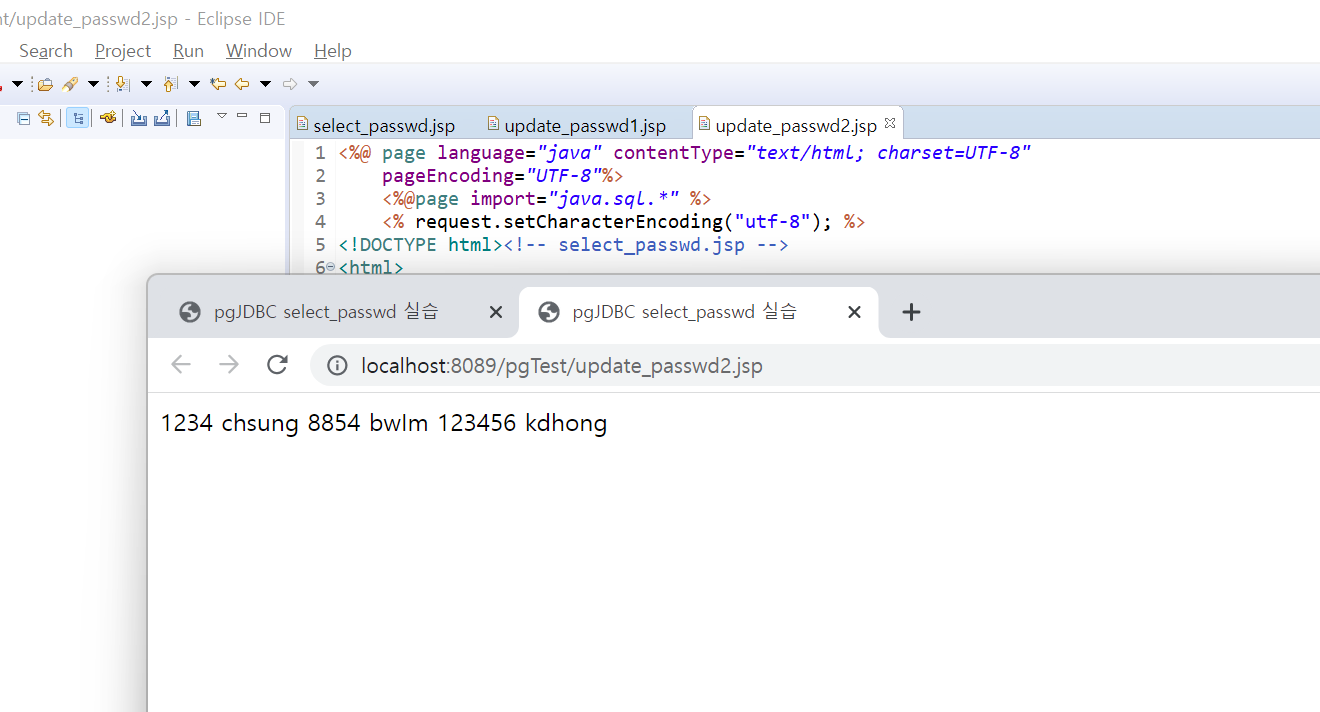 nt/update_passwd2.jsp - Eclipse IDE
Search Project Run Window Help
select_passwd.jsp update_passwd1.jsp update_passwd2.jsp
1 <%@ page language="java" contentType="text/html; charset=UTF-8"
2 pageEncoding="UTF-8"%>
3 <%@page import="java.sql.*" %>
4 <% request.setCharacterEncoding("utf-8"); %>
5 <!DOCTYPE html><!-- select_passwd.jsp -->
6 <html>
pgJDBC select_passwd 실습 pgJDBC select_passwd 실습
localhost:8089/pgTest/update_passwd2.jsp
1234 chsung 8854 bwlm 123456 kdhong